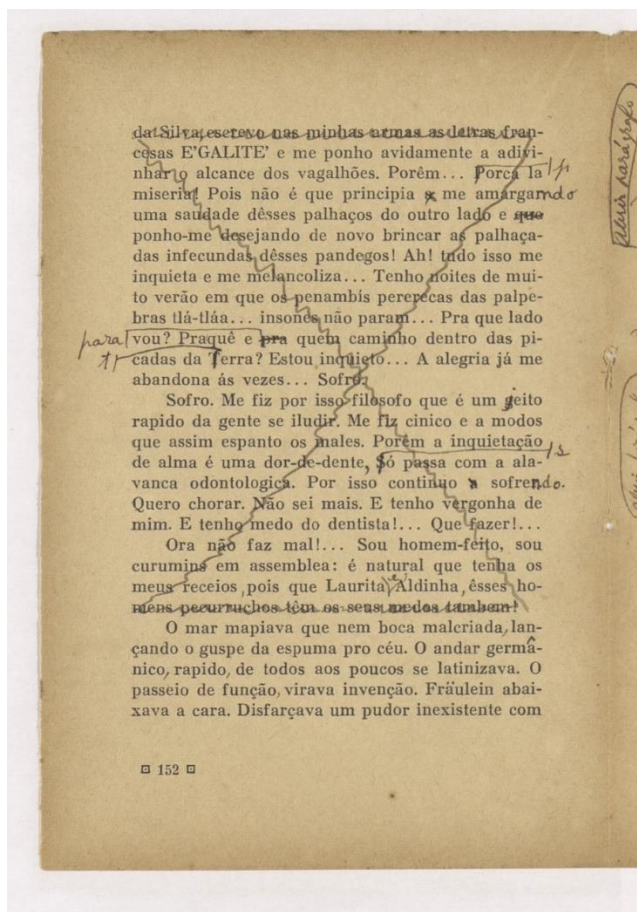 da Silva, escrevo nas minhas armas as letras fran-
cesas E'GALITE' e me ponho avidamente a adivi-
nhar o alcance dos vagalhões. Porêm... Porca la /p
miseria! Pois não é que principia a me amargando
uma saudade dêsses palhaços do outro lado e que
ponho-me desejando de novo brincar as palhaça-
das infecundas dêsses pandegos! Ah! tudo isso me
inquieta e me melancoliza... Tenho noites de mui-
to verão em que os penambís pererecas das palpe-
bras tlá-tláa... insones não param... Pra que lado
para vou? Praquê e pra quem caminho dentro das pi-
cadas da Terra? Estou inquieto... A alegria já me
abandona ás vezes... Sofro.
Sofro. Me fiz por isso filosofo que é um geito
rapido da gente se iludir. Me fiz cinico e a modos
que assim espanto os males. Porêm a inquietação
de alma é uma dor-de-dente, Só passa com a ala- /s
vanca odontologica. Por isso continuo a sofrendo.
Quero chorar. Não sei mais. E tenho vergonha de
mim. E tenho medo do dentista!... Que fazer!...
Ora não faz mal!... Sou homem-feito, sou
curumins em assemblea: é natural que tenha os
meus receios, pois que Laurita, Aldinha, êsses ho-
mens pecurruchos têm os seus medos tambem!
O mar mapiava que nem boca malcriada, lan-
çando o guspe da espuma pro céu. O andar germâ-
nico, rapido, de todos aos poucos se latinizava. O
passeio de função, virava invenção. Fräulein abai-
xava a cara. Disfarçava um pudor inexistente com
152
abrir parágrafo